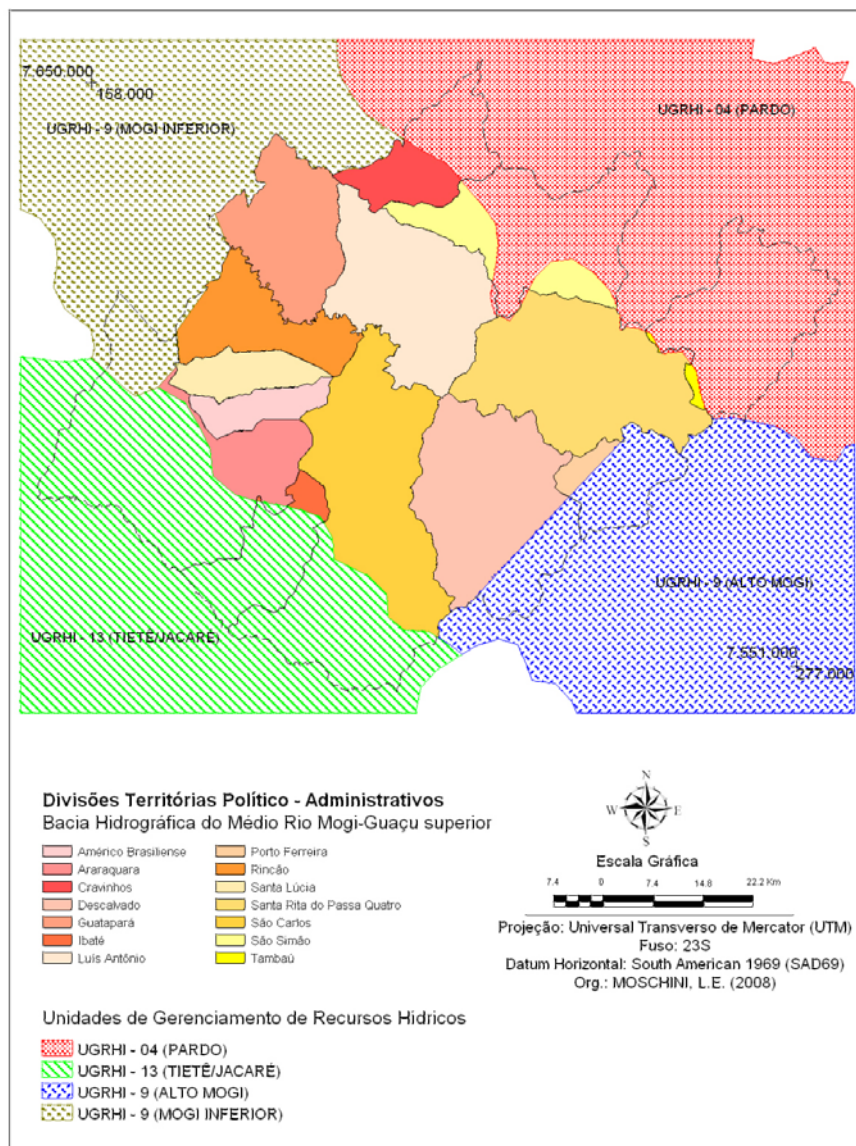 7.650.000
168.000
UGRHI - 04 (PARDO)
UGRHI - 9 (MOGI INFERIOR)
UGRHI - 9 (ALTO MOGI)
UGRHI - 13 (TIETÊ/JACARÉ)
7.551.000
277.000
Divisões Territórias Político - Administrativos
Bacia Hidrográfica do Médio Rio Mogi-Guaçu superior
Américo Brasiliense
Araraquara
Cravinhos
Descalvado
Guatapará
Ibaté
Luís Antônio
Porto Ferreira
Rincão
Santa Lúcia
Santa Rita do Passa Quatro
São Carlos
São Simão
Tambaú
N
W E
S
Escala Gráfica
7.4 0 7.4 14.8 22.2 Km
Projeção: Universal Transverso de Mercator (UTM)
Fuso: 23S
Datum Horizontal: South American 1969 (SAD69)
Org.: MOSCHINI, L.E. (2008)
Unidades de Gerenciamento de Recursos Hídricos
UGRHI - 04 (PARDO)
UGRHI - 13 (TIETÊ/JACARÉ)
UGRHI - 9 (ALTO MOGI)
UGRHI - 9 (MOGI INFERIOR)